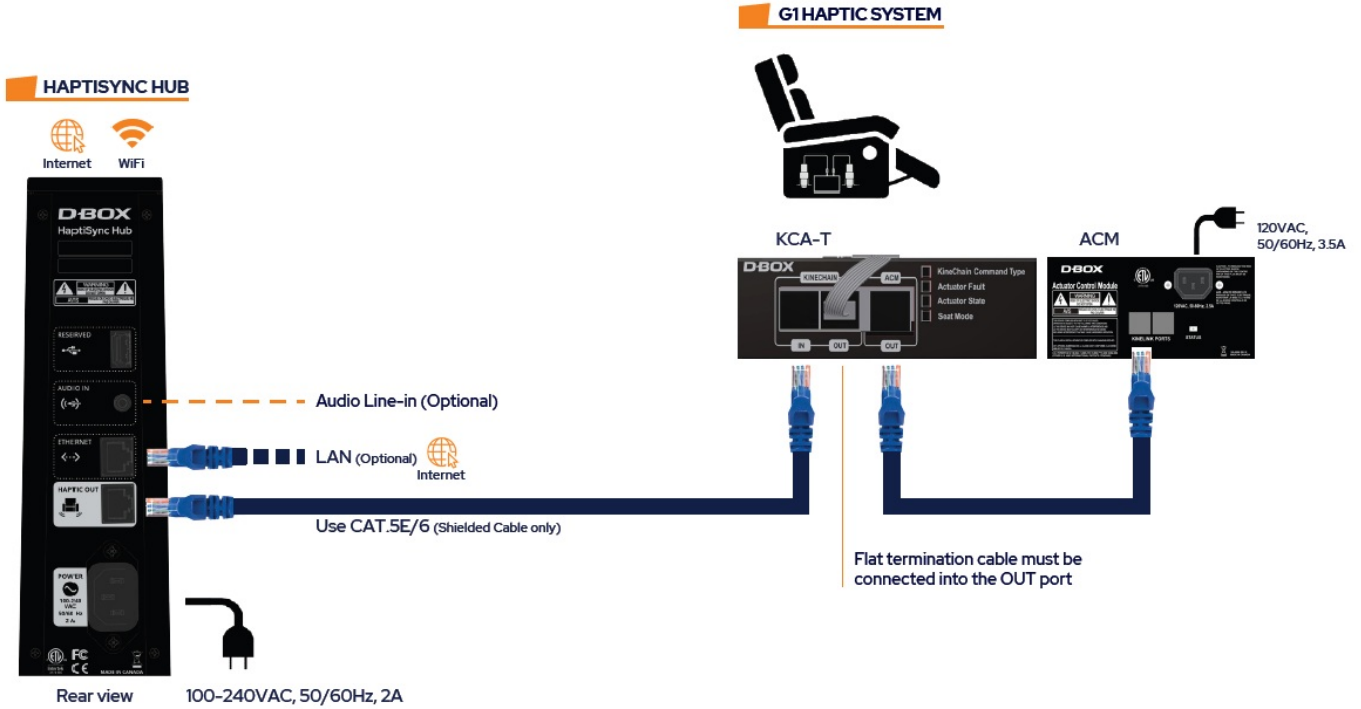 G1 HAPTIC SYSTEM
HAPTISYNC HUB
Internet
WiFi
D-BOX
HaptiSync Hub
WARNING
RESERVED
AUDIO IN
Audio Line-in (Optional)
ETHERNET
LAN (Optional)
Internet
HAPTIC OUT
Use CAT.5E/6 (Shielded Cable only)
POWER
100-240
VAC
50/60 Hz
2 A
FC
CE
MADE IN CANADA
Rear view
100-240VAC, 50/60Hz, 2A
KCA-T
D-BOX
KINECHAIN
ACM
KineChain Command Type
Actuator Fault
Actuator State
Seat Mode
IN
OUT
OUT
Flat termination cable must be
connected into the OUT port
ACM
120VAC,
50/60Hz, 3.5A
D-BOX
Actuator Control Module
WARNING
KINELINK PORTS
STATUS